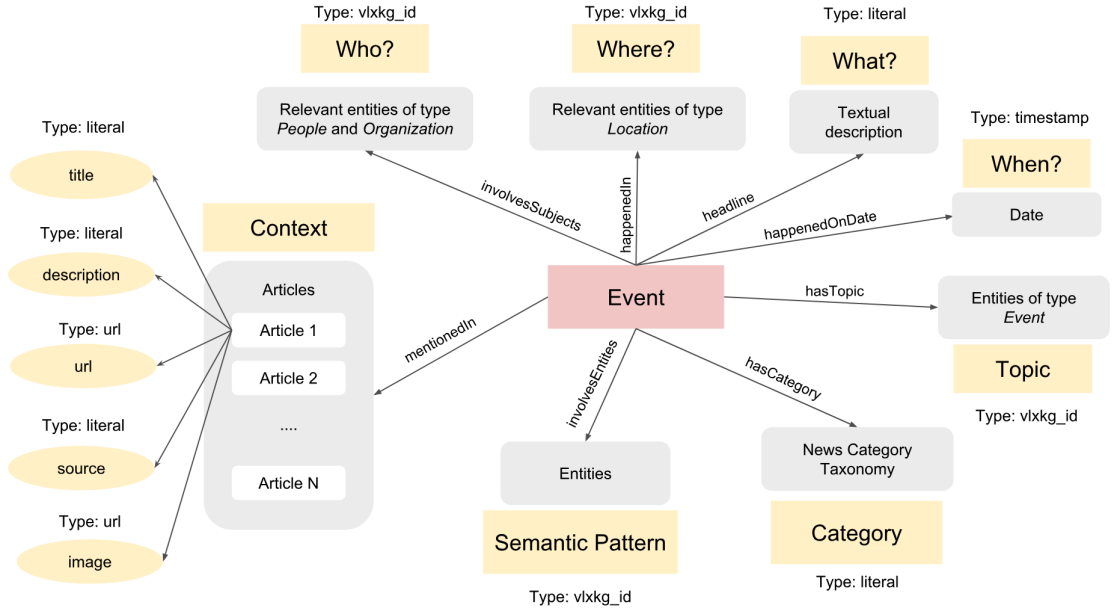 Type: vlxkg_id
Who?
Relevant entities of type
People and Organization
Type: vlxkg_id
Where?
Relevant entities of type
Location
Type: literal
What?
Textual
description
Type: timestamp
When?
Date
involvesSubjects
happenedIn
headline
happenedOnDate
Event
hasTopic
Entities of type
Event
Topic
Type: vlxkg_id
hasCategory
News Category
Taxonomy
Category
Type: literal
involvesEntites
Entities
Semantic Pattern
Type: vlxkg_id
mentionedIn
Context
Articles
Article 1
Article 2
....
Article N
Type: literal
title
Type: literal
description
Type: url
url
Type: literal
source
Type: url
image